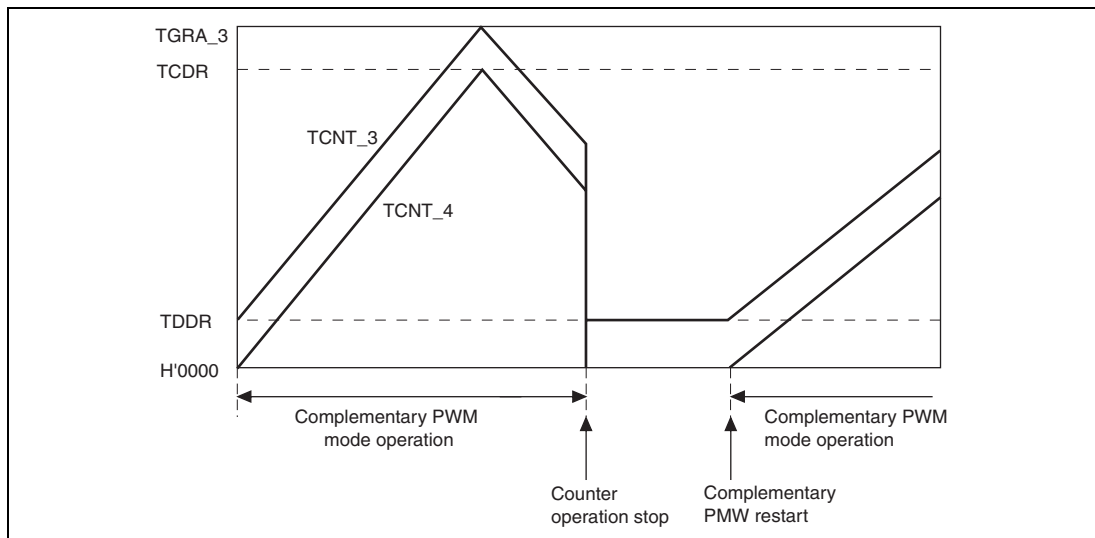 TGRA_3
TCDR
TCNT_3
TCNT_4
TDDR
H'0000
Complementary PWM
mode operation
Complementary PWM
mode operation
Counter
operation stop
Complementary
PMW restart